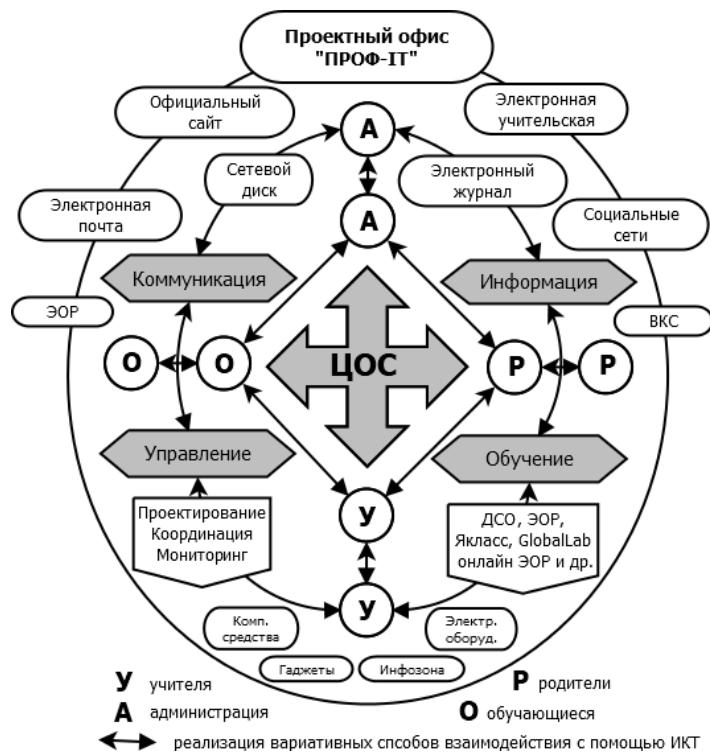 Проектный офис
"ПРОФ-IT"
Официальный
сайт
Электронная
учительская
А
Сетевой
диск
Электронный
журнал
Электронная
почта
А
Социальные
сети
Коммуникация
Информация
ЭОР
ВКС
О
О
ЦОС
Р
Р
Управление
Обучение
Проектирование
Координация
Мониторинг
У
ДСО, ЭОР,
Якласс, GlobalLab
онлайн ЭОР и др.
У
Комп.
средства
Электр.
оборуд.
Гаджеты
Инфозона
У учителя
Р родители
А администрация
О обучающиеся
реализация вариативных спсобов взаимодействия с помощью ИКТ